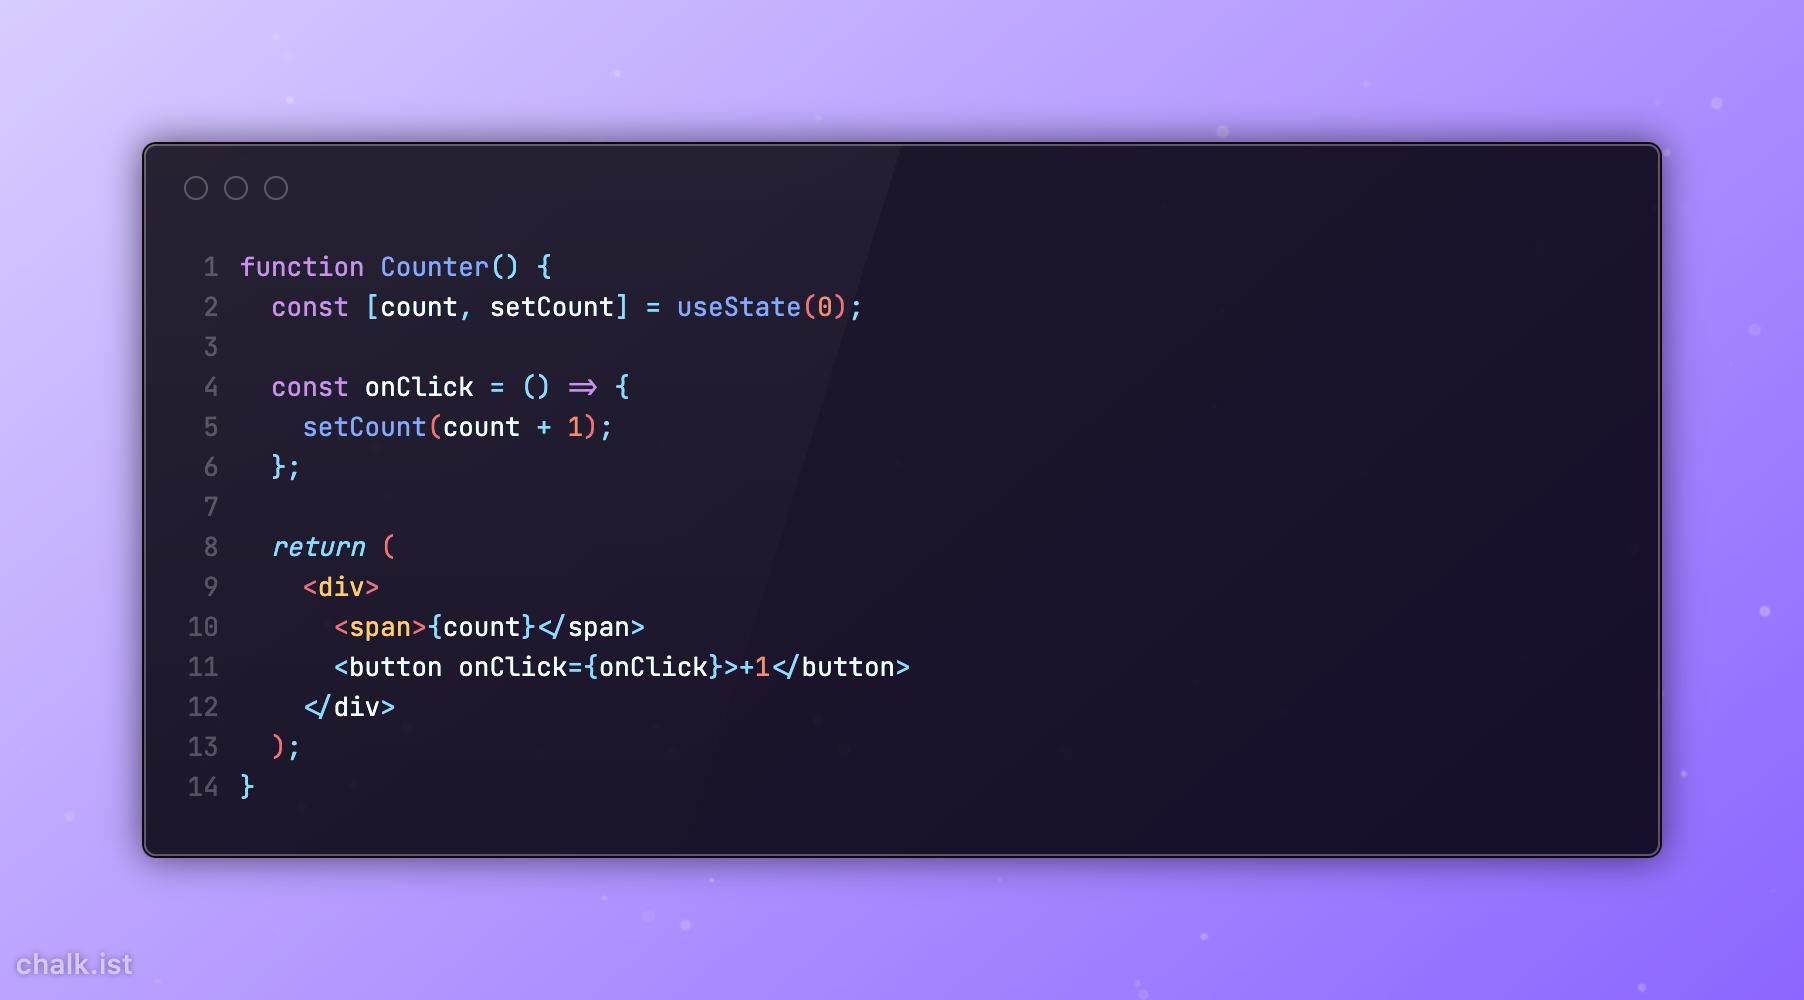 1 function Counter() {
2   const [count, setCount] = useState(0);
3
4   const onClick = () => {
5     setCount(count + 1);
6   };
7
8   return (
9     <div>
10       <span>{count}</span>
11       <button onClick={onClick}>+1</button>
12     </div>
13   );
14 }
chalk.ist